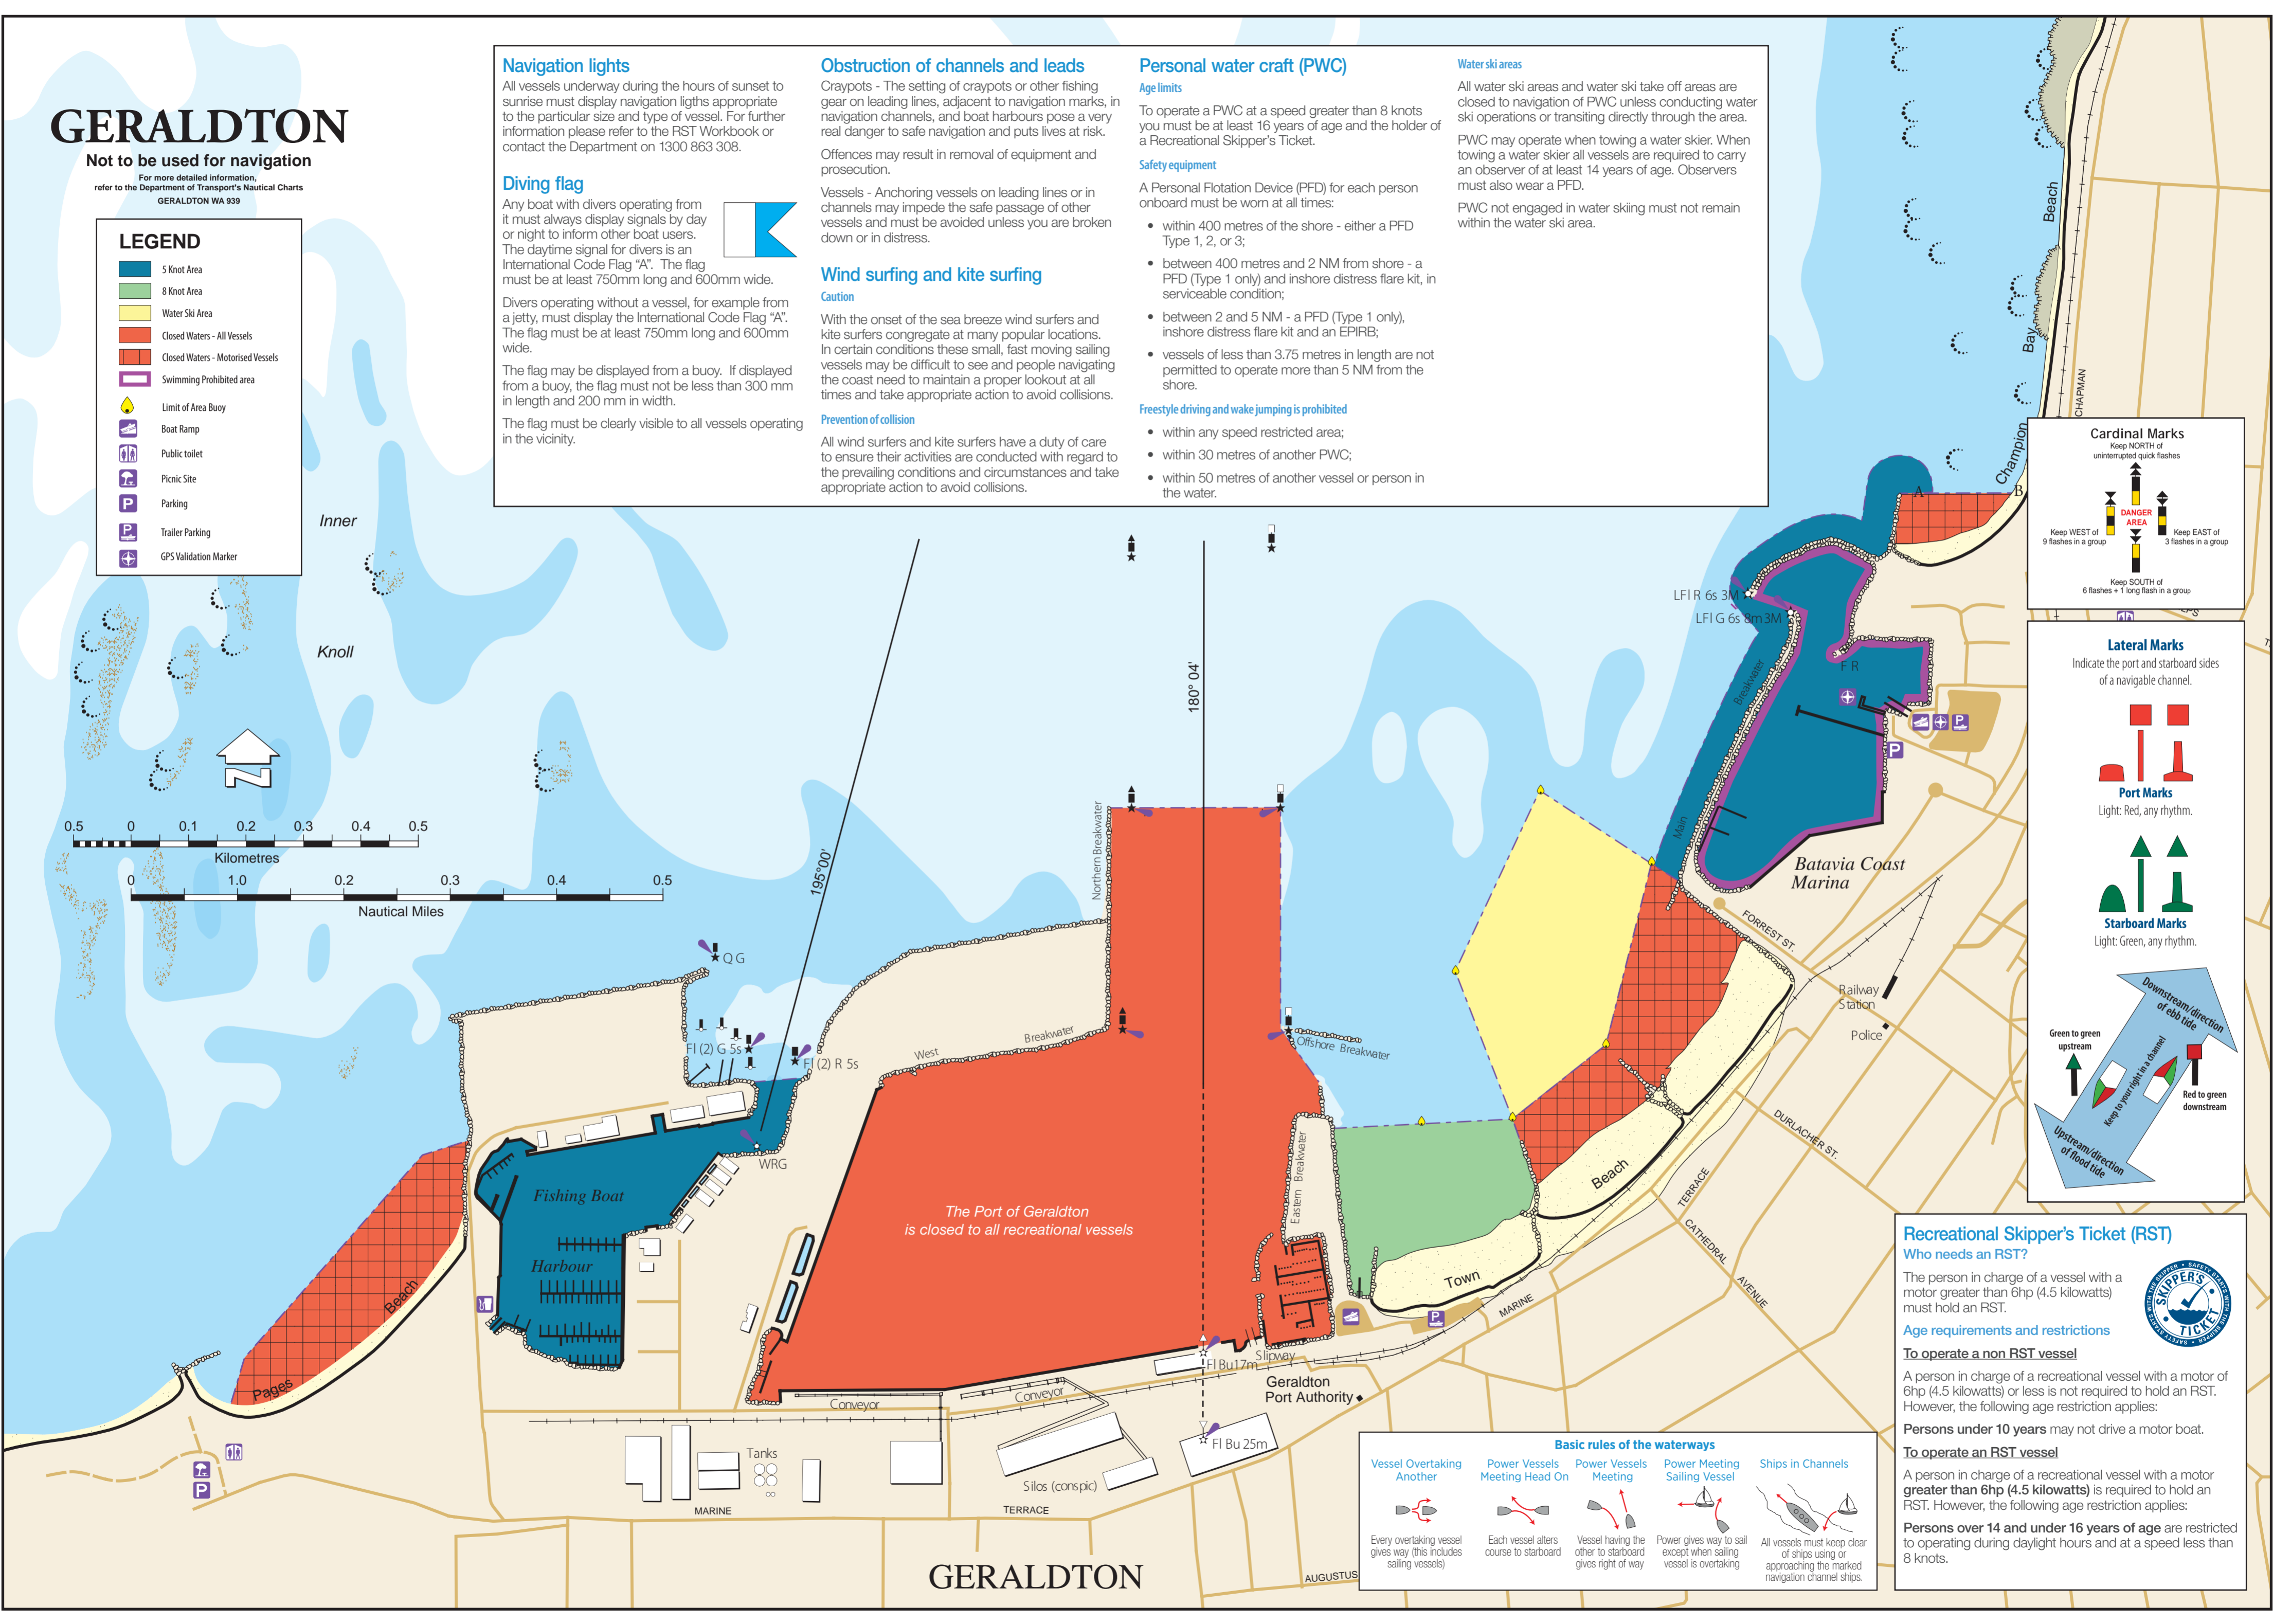 GERALDTON
Not to be used for navigation
For more detailed information,
refer to the Department of Transport's Nautical Charts
GERALDTON WA 939
LEGEND
5 Knot Area
8 Knot Area
Water Ski Area
Closed Waters - All Vessels
Closed Waters - Motorised Vessels
Swimming Prohibited area
Limit of Area Buoy
Boat Ramp
Public toilet
Picnic Site
P
Parking
P
Trailer Parking
GPS Validation Marker
Navigation lights
All vessels underway during the hours of sunset to
sunrise must display navigation ligths appropriate
to the particular size and type of vessel. For further
information please refer to the RST Workbook or
contact the Department on 1300 863 308.
Diving flag
Any boat with divers operating from
it must always display signals by day
or night to inform other boat users.
The daytime signal for divers is an
International Code Flag “A”. The flag
must be at least 750mm long and 600mm wide.
Divers operating without a vessel, for example from
a jetty, must display the International Code Flag “A”.
The flag must be at least 750mm long and 600mm
wide.
The flag may be displayed from a buoy. If displayed
from a buoy, the flag must not be less than 300 mm
in length and 200 mm in width.
The flag must be clearly visible to all vessels operating
in the vicinity.
Obstruction of channels and leads
Craypots - The setting of craypots or other fishing
gear on leading lines, adjacent to navigation marks, in
navigation channels, and boat harbours pose a very
real danger to safe navigation and puts lives at risk.
Offences may result in removal of equipment and
prosecution.
Vessels - Anchoring vessels on leading lines or in
channels may impede the safe passage of other
vessels and must be avoided unless you are broken
down or in distress.
Wind surfing and kite surfing
Caution
With the onset of the sea breeze wind surfers and
kite surfers congregate at many popular locations.
In certain conditions these small, fast moving sailing
vessels may be difficult to see and people navigating
the coast need to maintain a proper lookout at all
times and take appropriate action to avoid collisions.
Prevention of collision
All wind surfers and kite surfers have a duty of care
to ensure their activities are conducted with regard to
the prevailing conditions and circumstances and take
appropriate action to avoid collisions.
Personal water craft (PWC)
Age limits
To operate a PWC at a speed greater than 8 knots
you must be at least 16 years of age and the holder of
a Recreational Skipper's Ticket.
Safety equipment
A Personal Flotation Device (PFD) for each person
onboard must be worn at all times:
• within 400 metres of the shore - either a PFD
Type 1, 2, or 3;
• between 400 metres and 2 NM from shore - a
PFD (Type 1 only) and inshore distress flare kit, in
serviceable condition;
• between 2 and 5 NM - a PFD (Type 1 only),
inshore distress flare kit and an EPIRB;
• vessels of less than 3.75 metres in length are not
permitted to operate more than 5 NM from the
shore.
Freestyle driving and wake jumping is prohibited
• within any speed restricted area;
• within 30 metres of another PWC;
• within 50 metres of another vessel or person in
the water.
Water ski areas
All water ski areas and water ski take off areas are
closed to navigation of PWC unless conducting water
ski operations or transiting directly through the area.
PWC may operate when towing a water skier. When
towing a water skier all vessels are required to carry
an observer of at least 14 years of age. Observers
must also wear a PFD.
PWC not engaged in water skiing must not remain
within the water ski area.
Inner
Knoll
N
0.5 0 0.1 0.2 0.3 0.4 0.5
Kilometres
0 1.0 0.2 0.3 0.4 0.5
Nautical Miles
Champion Bay Beach
CHAPMAN
A
B
LFl R 6s 3M
LFl G 6s 8m3M
F R
Main Breakwater
P
P
Batavia Coast
Marina
FORREST ST.
Railway
Station
Police
DURLACHER ST.
TERRACE
CATHEDRAL AVENUE
MARINE
Beach
Town
P
180° 04'
195°00'
Northern Breakwater
Offshore Breakwater
Eastern Breakwater
West Breakwater
Q G
Fl (2) G 5s
Fl (2) R 5s
WRG
Fishing Boat
Harbour
The Port of Geraldton
is closed to all recreational vessels
Pages Beach
P
Slipway
Fl Bu17m
Geraldton
Port Authority
Conveyor
Conveyor
Fl Bu 25m
Tanks
Silos (conspic)
MARINE TERRACE
GERALDTON
AUGUSTUS
Cardinal Marks
Keep NORTH of
uninterrupted quick flashes
DANGER
AREA
Keep WEST of
9 flashes in a group
Keep EAST of
3 flashes in a group
Keep SOUTH of
6 flashes + 1 long flash in a group
Lateral Marks
Indicate the port and starboard sides
of a navigable channel.
Port Marks
Light: Red, any rhythm.
Starboard Marks
Light: Green, any rhythm.
Downstream/direction
of ebb tide
Green to green
upstream
Keep to your right in a channel
Red to green
downstream
Upstream/direction
of flood tide
Recreational Skipper's Ticket (RST)
Who needs an RST?
The person in charge of a vessel with a
motor greater than 6hp (4.5 kilowatts)
must hold an RST.
SKIPPER'S
TICKET
Age requirements and restrictions
To operate a non RST vessel
A person in charge of a recreational vessel with a motor of
6hp (4.5 kilowatts) or less is not required to hold an RST.
However, the following age restriction applies:
Persons under 10 years may not drive a motor boat.
To operate an RST vessel
A person in charge of a recreational vessel with a motor
greater than 6hp (4.5 kilowatts) is required to hold an
RST. However, the following age restriction applies:
Persons over 14 and under 16 years of age are restricted
to operating during daylight hours and at a speed less than
8 knots.
Basic rules of the waterways
Vessel Overtaking
Another
Every overtaking vessel
gives way (this includes
sailing vessels)
Power Vessels
Meeting Head On
Each vessel alters
course to starboard
Power Vessels
Meeting
Vessel having the
other to starboard
gives right of way
Power Meeting
Sailing Vessel
Power gives way to sail
except when sailing
vessel is overtaking
Ships in Channels
All vessels must keep clear
of ships using or
approaching the marked
navigation channel ships.